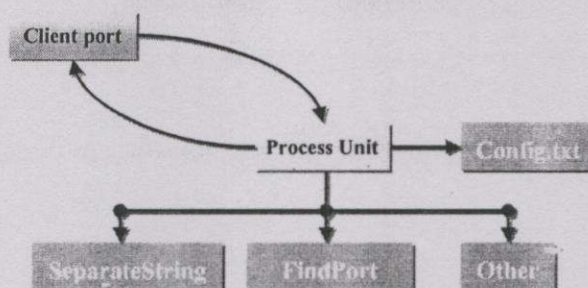 Client port
Process Unit
Config.txt
SeparateString
FindPort
Other